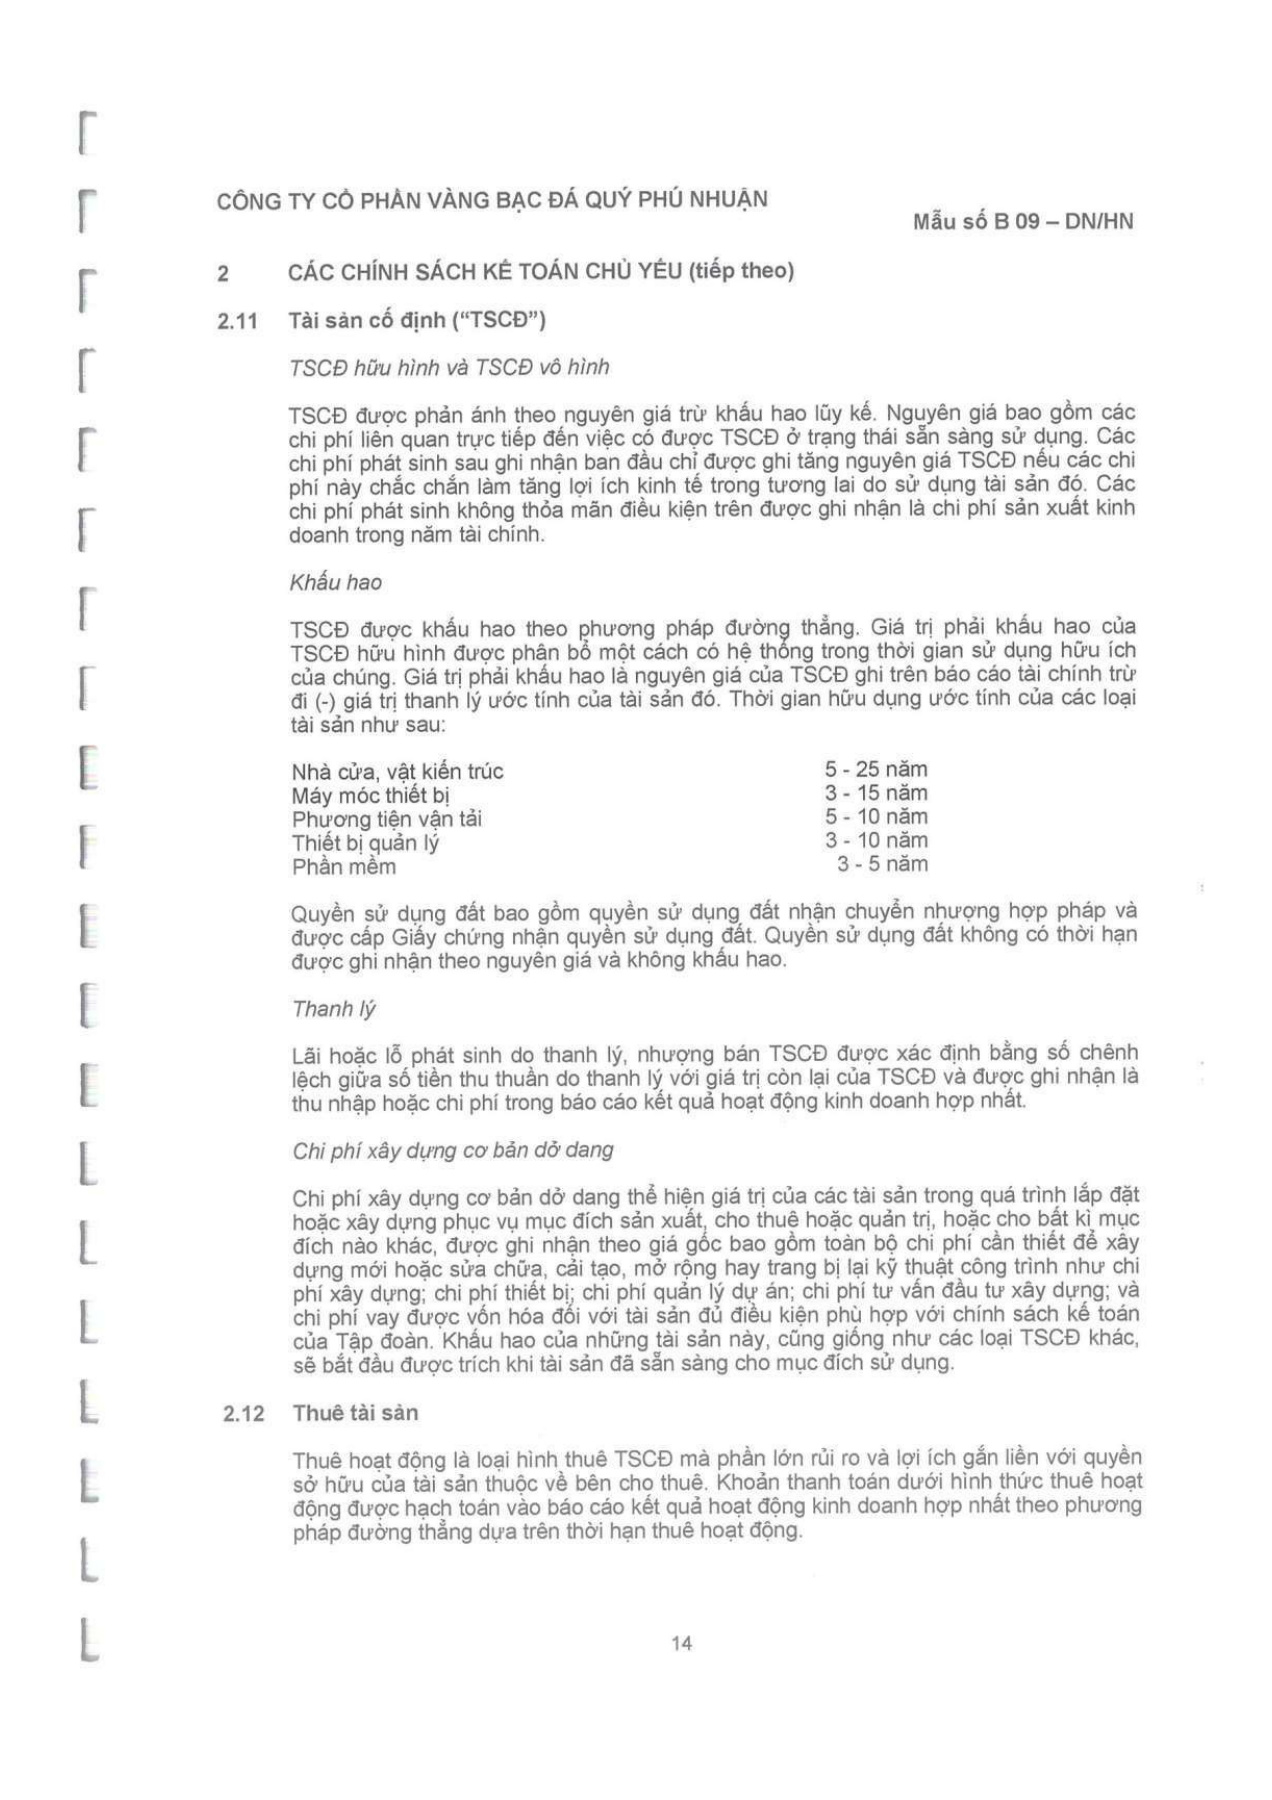 CÔNG TY CỔ PHẦN VÀNG BẠC ĐÁ QUÝ PHÚ NHUẬN
Mẫu số B 09 – DN/HN
2 CÁC CHÍNH SÁCH KẾ TOÁN CHỦ YẾU (tiếp theo)
2.11 Tài sản cố định (“TSCĐ”)
TSCĐ hữu hình và TSCĐ vô hình
TSCĐ được phản ánh theo nguyên giá trừ khấu hao lũy kế. Nguyên giá bao gồm các
chi phí liên quan trực tiếp đến việc có được TSCĐ ở trạng thái sẵn sàng sử dụng. Các
chi phí phát sinh sau ghi nhận ban đầu chỉ được ghi tăng nguyên giá TSCĐ nếu các chi
phí này chắc chắn làm tăng lợi ích kinh tế trong tương lai do sử dụng tài sản đó. Các
chi phí phát sinh không thỏa mãn điều kiện trên được ghi nhận là chi phí sản xuất kinh
doanh trong năm tài chính.
Khấu hao
TSCĐ được khấu hao theo phương pháp đường thẳng. Giá trị phải khấu hao của
TSCĐ hữu hình được phân bổ một cách có hệ thống trong thời gian sử dụng hữu ích
của chúng. Giá trị phải khấu hao là nguyên giá của TSCĐ ghi trên báo cáo tài chính trừ
đi (-) giá trị thanh lý ước tính của tài sản đó. Thời gian hữu dụng ước tính của các loại
tài sản như sau:
Nhà cửa, vật kiến trúc 5 - 25 năm
Máy móc thiết bị 3 - 15 năm
Phương tiện vận tải 5 - 10 năm
Thiết bị quản lý 3 - 10 năm
Phần mềm 3 - 5 năm
Quyền sử dụng đất bao gồm quyền sử dụng đất nhận chuyển nhượng hợp pháp và
được cấp Giấy chứng nhận quyền sử dụng đất. Quyền sử dụng đất không có thời hạn
được ghi nhận theo nguyên giá và không khấu hao.
Thanh lý
Lãi hoặc lỗ phát sinh do thanh lý, nhượng bán TSCĐ được xác định bằng số chênh
lệch giữa số tiền thu thuần do thanh lý với giá trị còn lại của TSCĐ và được ghi nhận là
thu nhập hoặc chi phí trong báo cáo kết quả hoạt động kinh doanh hợp nhất.
Chi phí xây dựng cơ bản dở dang
Chi phí xây dựng cơ bản dở dang thể hiện giá trị của các tài sản trong quá trình lắp đặt
hoặc xây dựng phục vụ mục đích sản xuất, cho thuê hoặc quản trị, hoặc cho bất kì mục
đích nào khác, được ghi nhận theo giá gốc bao gồm toàn bộ chi phí cần thiết để xây
dựng mới hoặc sửa chữa, cải tạo, mở rộng hay trang bị lại kỹ thuật công trình như chi
phí xây dựng; chi phí thiết bị; chi phí quản lý dự án; chi phí tư vấn đầu tư xây dựng; và
chi phí vay được vốn hóa đối với tài sản đủ điều kiện phù hợp với chính sách kế toán
của Tập đoàn. Khấu hao của những tài sản này, cũng giống như các loại TSCĐ khác,
sẽ bắt đầu được trích khi tài sản đã sẵn sàng cho mục đích sử dụng.
2.12 Thuê tài sản
Thuê hoạt động là loại hình thuê TSCĐ mà phần lớn rủi ro và lợi ích gắn liền với quyền
sở hữu của tài sản thuộc về bên cho thuê. Khoản thanh toán dưới hình thức thuê hoạt
động được hạch toán vào báo cáo kết quả hoạt động kinh doanh hợp nhất theo phương
pháp đường thẳng dựa trên thời hạn thuê hoạt động.
14